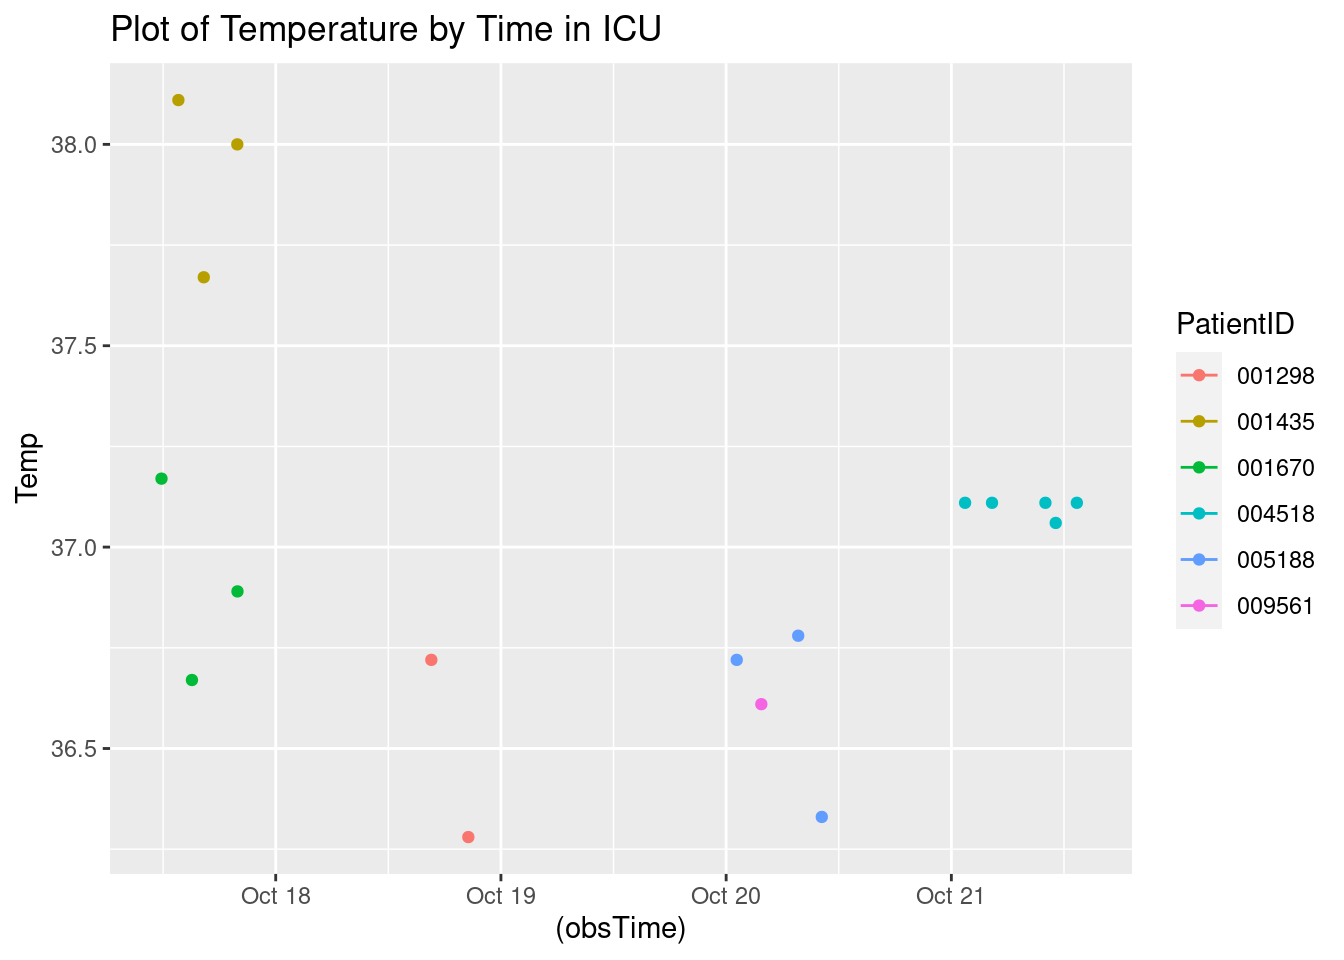 Plot of Temperature by Time in ICU
38.0
37.5
37.0
36.5
Temp
Oct 18 Oct 19 Oct 20 Oct 21
(obsTime)
PatientID
001298
001435
001670
004518
005188
009561